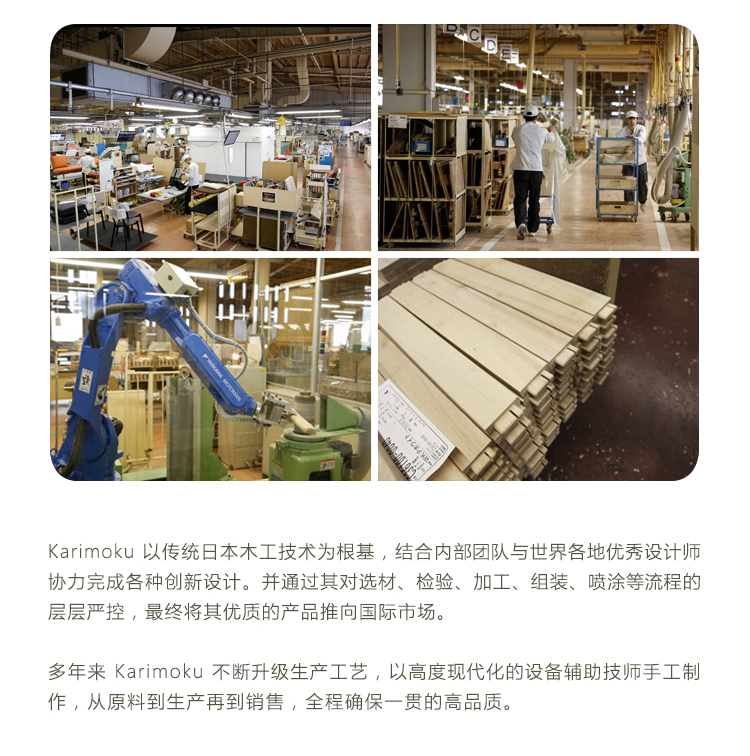 B C D E
YASKAWA MOTOMAN
Karimoku 以传统日本木工技术为根基，结合内部团队与世界各地优秀设计师
协力完成各种创新设计。并通过其对选材、检验、加工、组装、喷涂等流程的
层层严控，最终将其优质的产品推向国际市场。
多年来 Karimoku 不断升级生产工艺，以高度现代化的设备辅助技师手工制
作，从原料到生产再到销售，全程确保一贯的高品质。